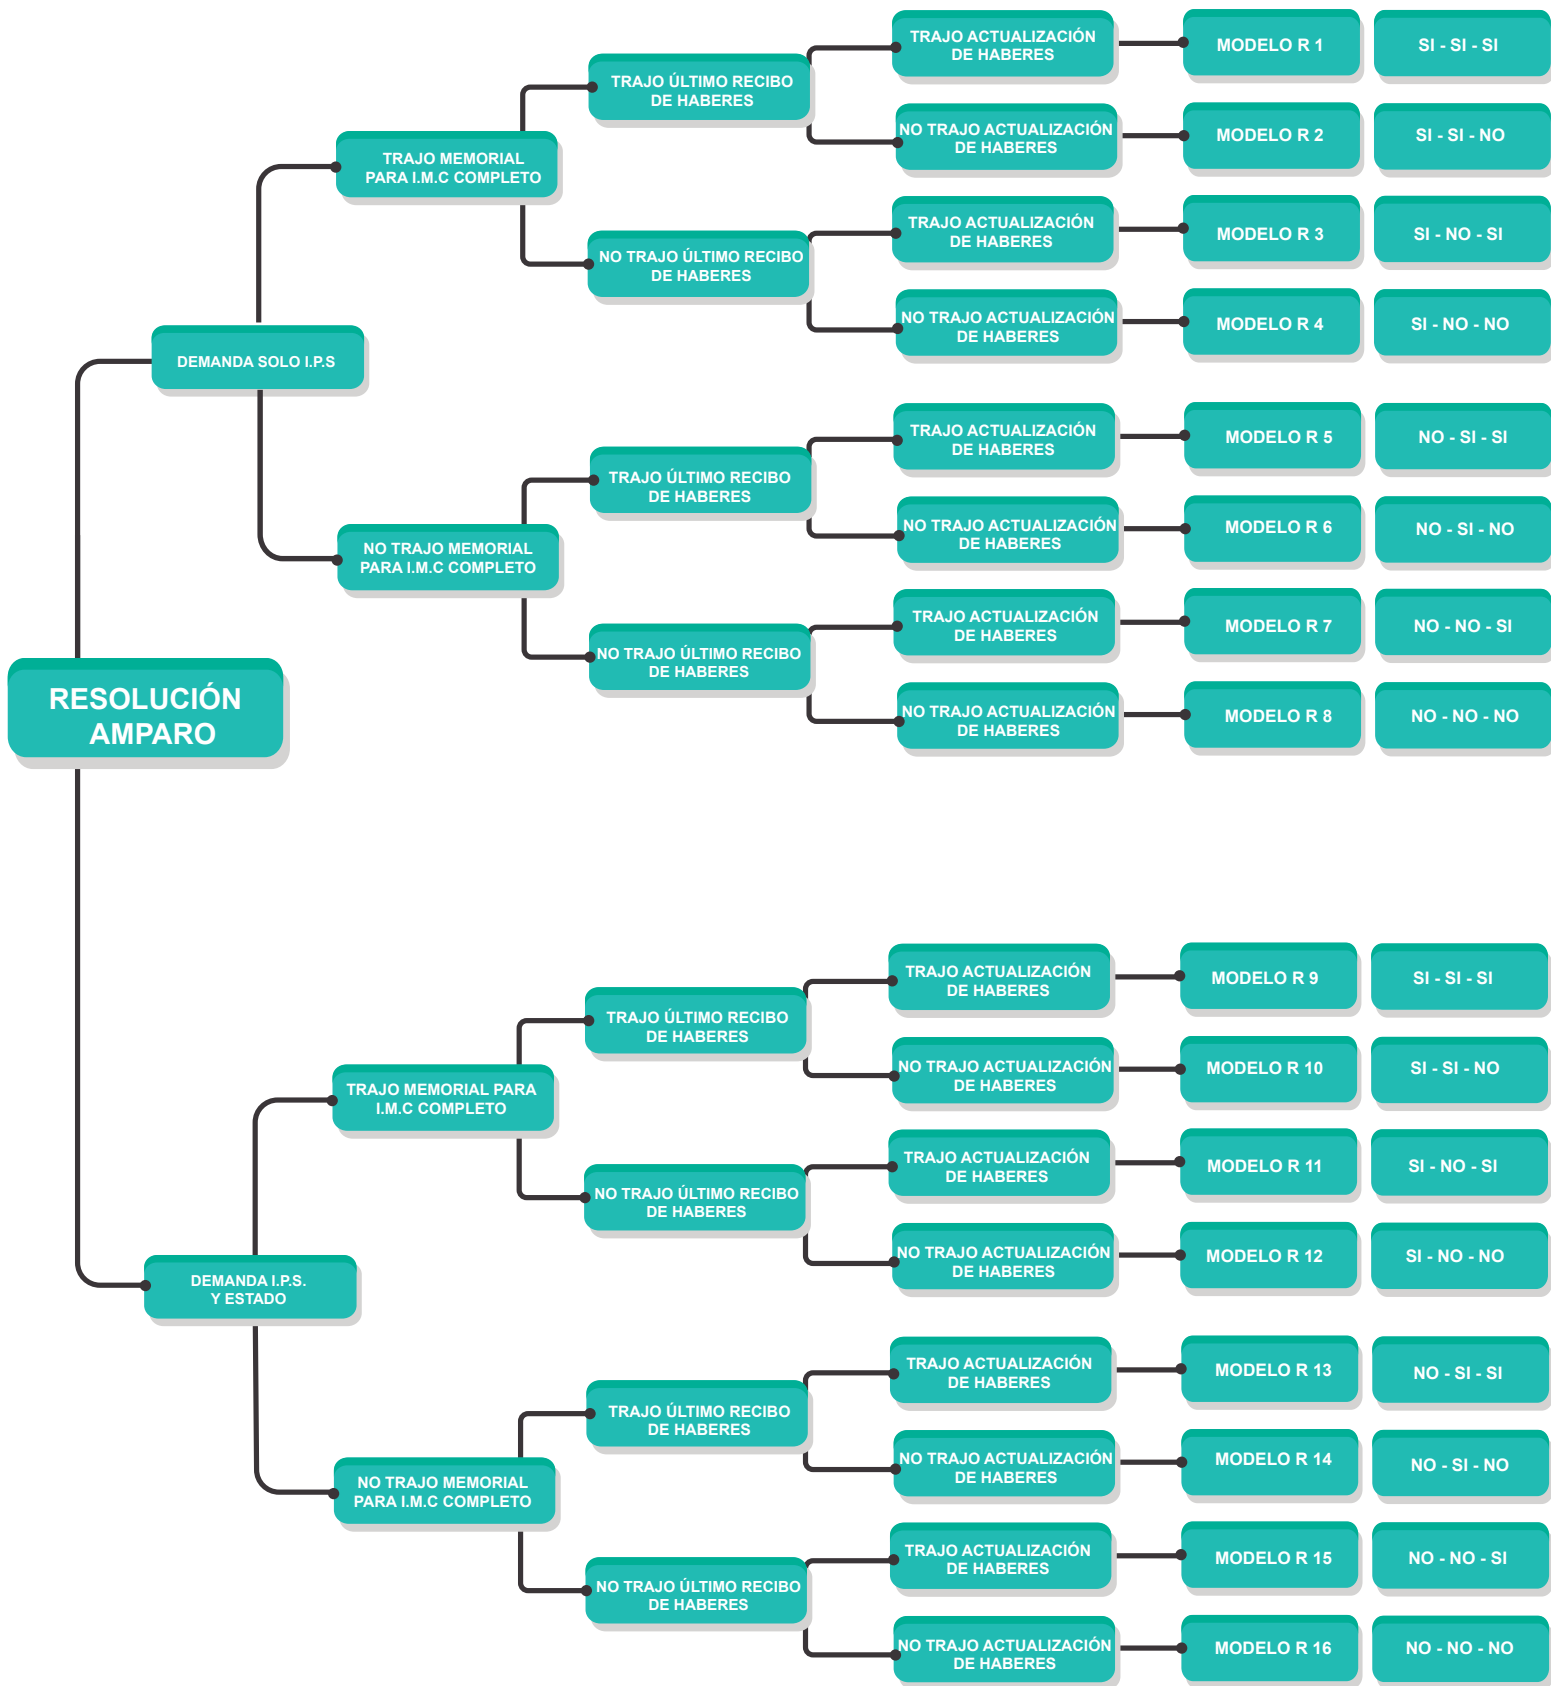 RESOLUCIÓN
AMPARO
DEMANDA SOLO I.P.S
TRAJO MEMORIAL
PARA I.M.C COMPLETO
TRAJO ÚLTIMO RECIBO
DE HABERES
TRAJO ACTUALIZACIÓN
DE HABERES
MODELO R 1
SI - SI - SI
NO TRAJO ACTUALIZACIÓN
DE HABERES
MODELO R 2
SI - SI - NO
NO TRAJO ÚLTIMO RECIBO
DE HABERES
TRAJO ACTUALIZACIÓN
DE HABERES
MODELO R 3
SI - NO - SI
NO TRAJO ACTUALIZACIÓN
DE HABERES
MODELO R 4
SI - NO - NO
NO TRAJO MEMORIAL
PARA I.M.C COMPLETO
TRAJO ÚLTIMO RECIBO
DE HABERES
TRAJO ACTUALIZACIÓN
DE HABERES
MODELO R 5
NO - SI - SI
NO TRAJO ACTUALIZACIÓN
DE HABERES
MODELO R 6
NO - SI - NO
NO TRAJO ÚLTIMO RECIBO
DE HABERES
TRAJO ACTUALIZACIÓN
DE HABERES
MODELO R 7
NO - NO - SI
NO TRAJO ACTUALIZACIÓN
DE HABERES
MODELO R 8
NO - NO - NO
DEMANDA I.P.S.
Y ESTADO
TRAJO MEMORIAL PARA
I.M.C COMPLETO
TRAJO ÚLTIMO RECIBO
DE HABERES
TRAJO ACTUALIZACIÓN
DE HABERES
MODELO R 9
SI - SI - SI
NO TRAJO ACTUALIZACIÓN
DE HABERES
MODELO R 10
SI - SI - NO
NO TRAJO ÚLTIMO RECIBO
DE HABERES
TRAJO ACTUALIZACIÓN
DE HABERES
MODELO R 11
SI - NO - SI
NO TRAJO ACTUALIZACIÓN
DE HABERES
MODELO R 12
SI - NO - NO
NO TRAJO MEMORIAL
PARA I.M.C COMPLETO
TRAJO ÚLTIMO RECIBO
DE HABERES
TRAJO ACTUALIZACIÓN
DE HABERES
MODELO R 13
NO - SI - SI
NO TRAJO ACTUALIZACIÓN
DE HABERES
MODELO R 14
NO - SI - NO
NO TRAJO ÚLTIMO RECIBO
DE HABERES
TRAJO ACTUALIZACIÓN
DE HABERES
MODELO R 15
NO - NO - SI
NO TRAJO ACTUALIZACIÓN
DE HABERES
MODELO R 16
NO - NO - NO